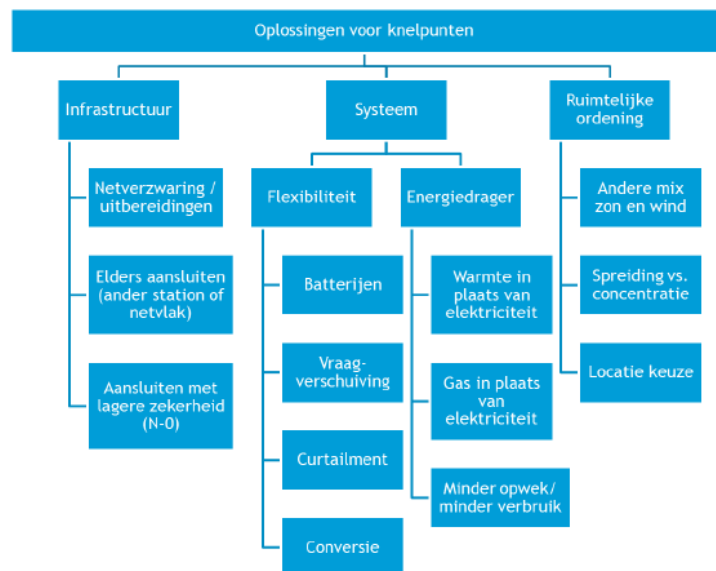 Oplossingen voor knelpunten
Infrastructuur
Netverzwaring /
uitbereidingen
Elders aansluiten
(ander station of
netvlak)
Aansluiten met
lagere zekerheid
(N-0)
Systeem
Flexibiliteit
Batterijen
Vraag-
verschuiving
Curtailment
Conversie
Energiedrager
Warmte in
plaats van
elektriciteit
Gas in plaats
van
elektriciteit
Minder opwek/
minder verbruik
Ruimtelijke
ordening
Andere mix
zon en wind
Spreiding vs.
concentratie
Locatie keuze